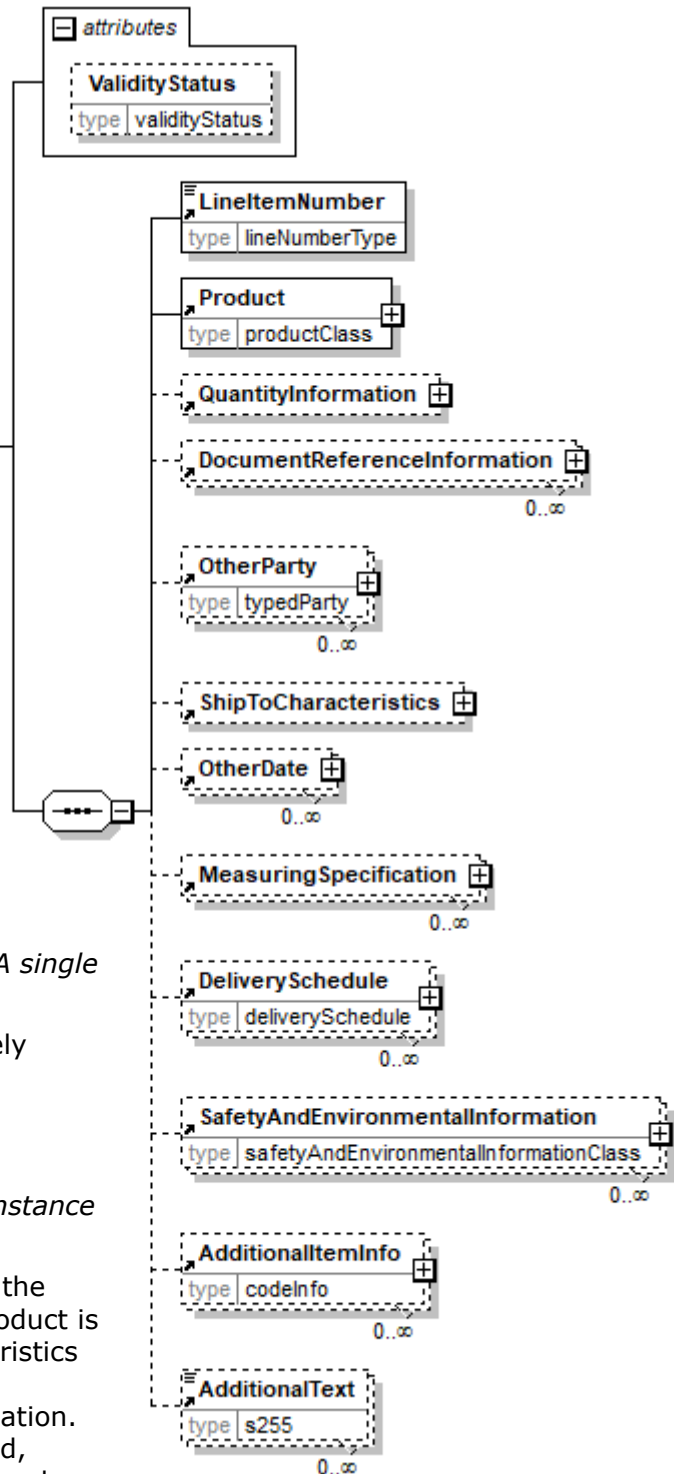 attributes
ValidityStatus
type validityStatus
LineItemNumber
type lineNumberType
Product
type productClass
QuantityInformation
DocumentReferenceInformation
0..∞
OtherParty
type typedParty
0..∞
ShipToCharacteristics
OtherDate
0..∞
MeasuringSpecification
0..∞
A single
DeliverySchedule
type deliverySchedule
ely
0..∞
SafetyAndEnvironmentalInformation
type safetyAndEnvironmentalInformationClass
0..∞
nstance
AdditionalItemInfo
the
type codeInfo
oduct is
0..∞
ristics
AdditionalText
ation.
type s255
d,
0..∞